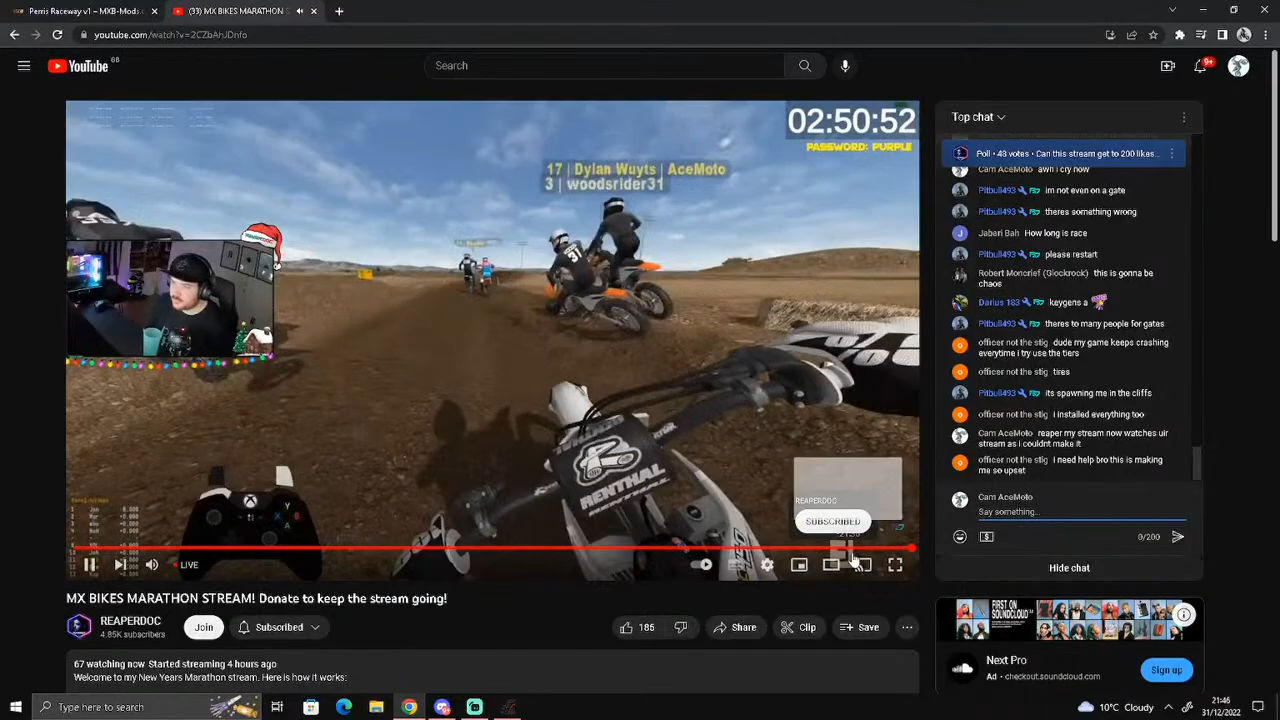 Perris Raceway v1 – MXB-Mods.c
(33) MX BIKES MARATHON STREAM! D
youtube.com/watch?v=2CZbAhJDnfo
YouTube GB
Search
9+
02:50:52
PASSWORD: PURPLE
17 | Dylan Wuyts | AceMoto
3 | woodsrider31
37
RENTHAL
Y
X
B
A
REAPERDOC
SUBSCRIBED
LIVE
Top chat
Poll • 43 votes • Can this stream get to 200 likes...
Cam AceMoto awh i cry now
Pitbull493 im not even on a gate
Pitbull493 theres something wrong
Jabari Bah How long is race
Pitbull493 please restart
Robert Moncrief (Glockrock) this is gonna be
chaos
Darius 183 keygens a
Pitbull493 theres to many people for gates
officer not the stig dude my game keeps crashing
everytime i try use the tiers
officer not the stig tires
Pitbull493 its spawning me in the cliffs
officer not the stig i installed everything too
Cam AceMoto reaper my stream now watches uir
stream as i couldnt make it
officer not the stig i need help bro this is making
me so upset
Cam AceMoto
Say something...
0/200
Hide chat
MX BIKES MARATHON STREAM! Donate to keep the stream going!
REAPERDOC
4.85K subscribers
Join
Subscribed
185
Share
Clip
Save
67 watching now Started streaming 4 hours ago
Welcome to my New Years Marathon stream. Here is how it works:
FIRST ON
SOUNDCLOUD
Next Pro
Ad • checkout.soundcloud.com
Sign up
Type here to search
10°C Cloudy
21:46
31/12/2022